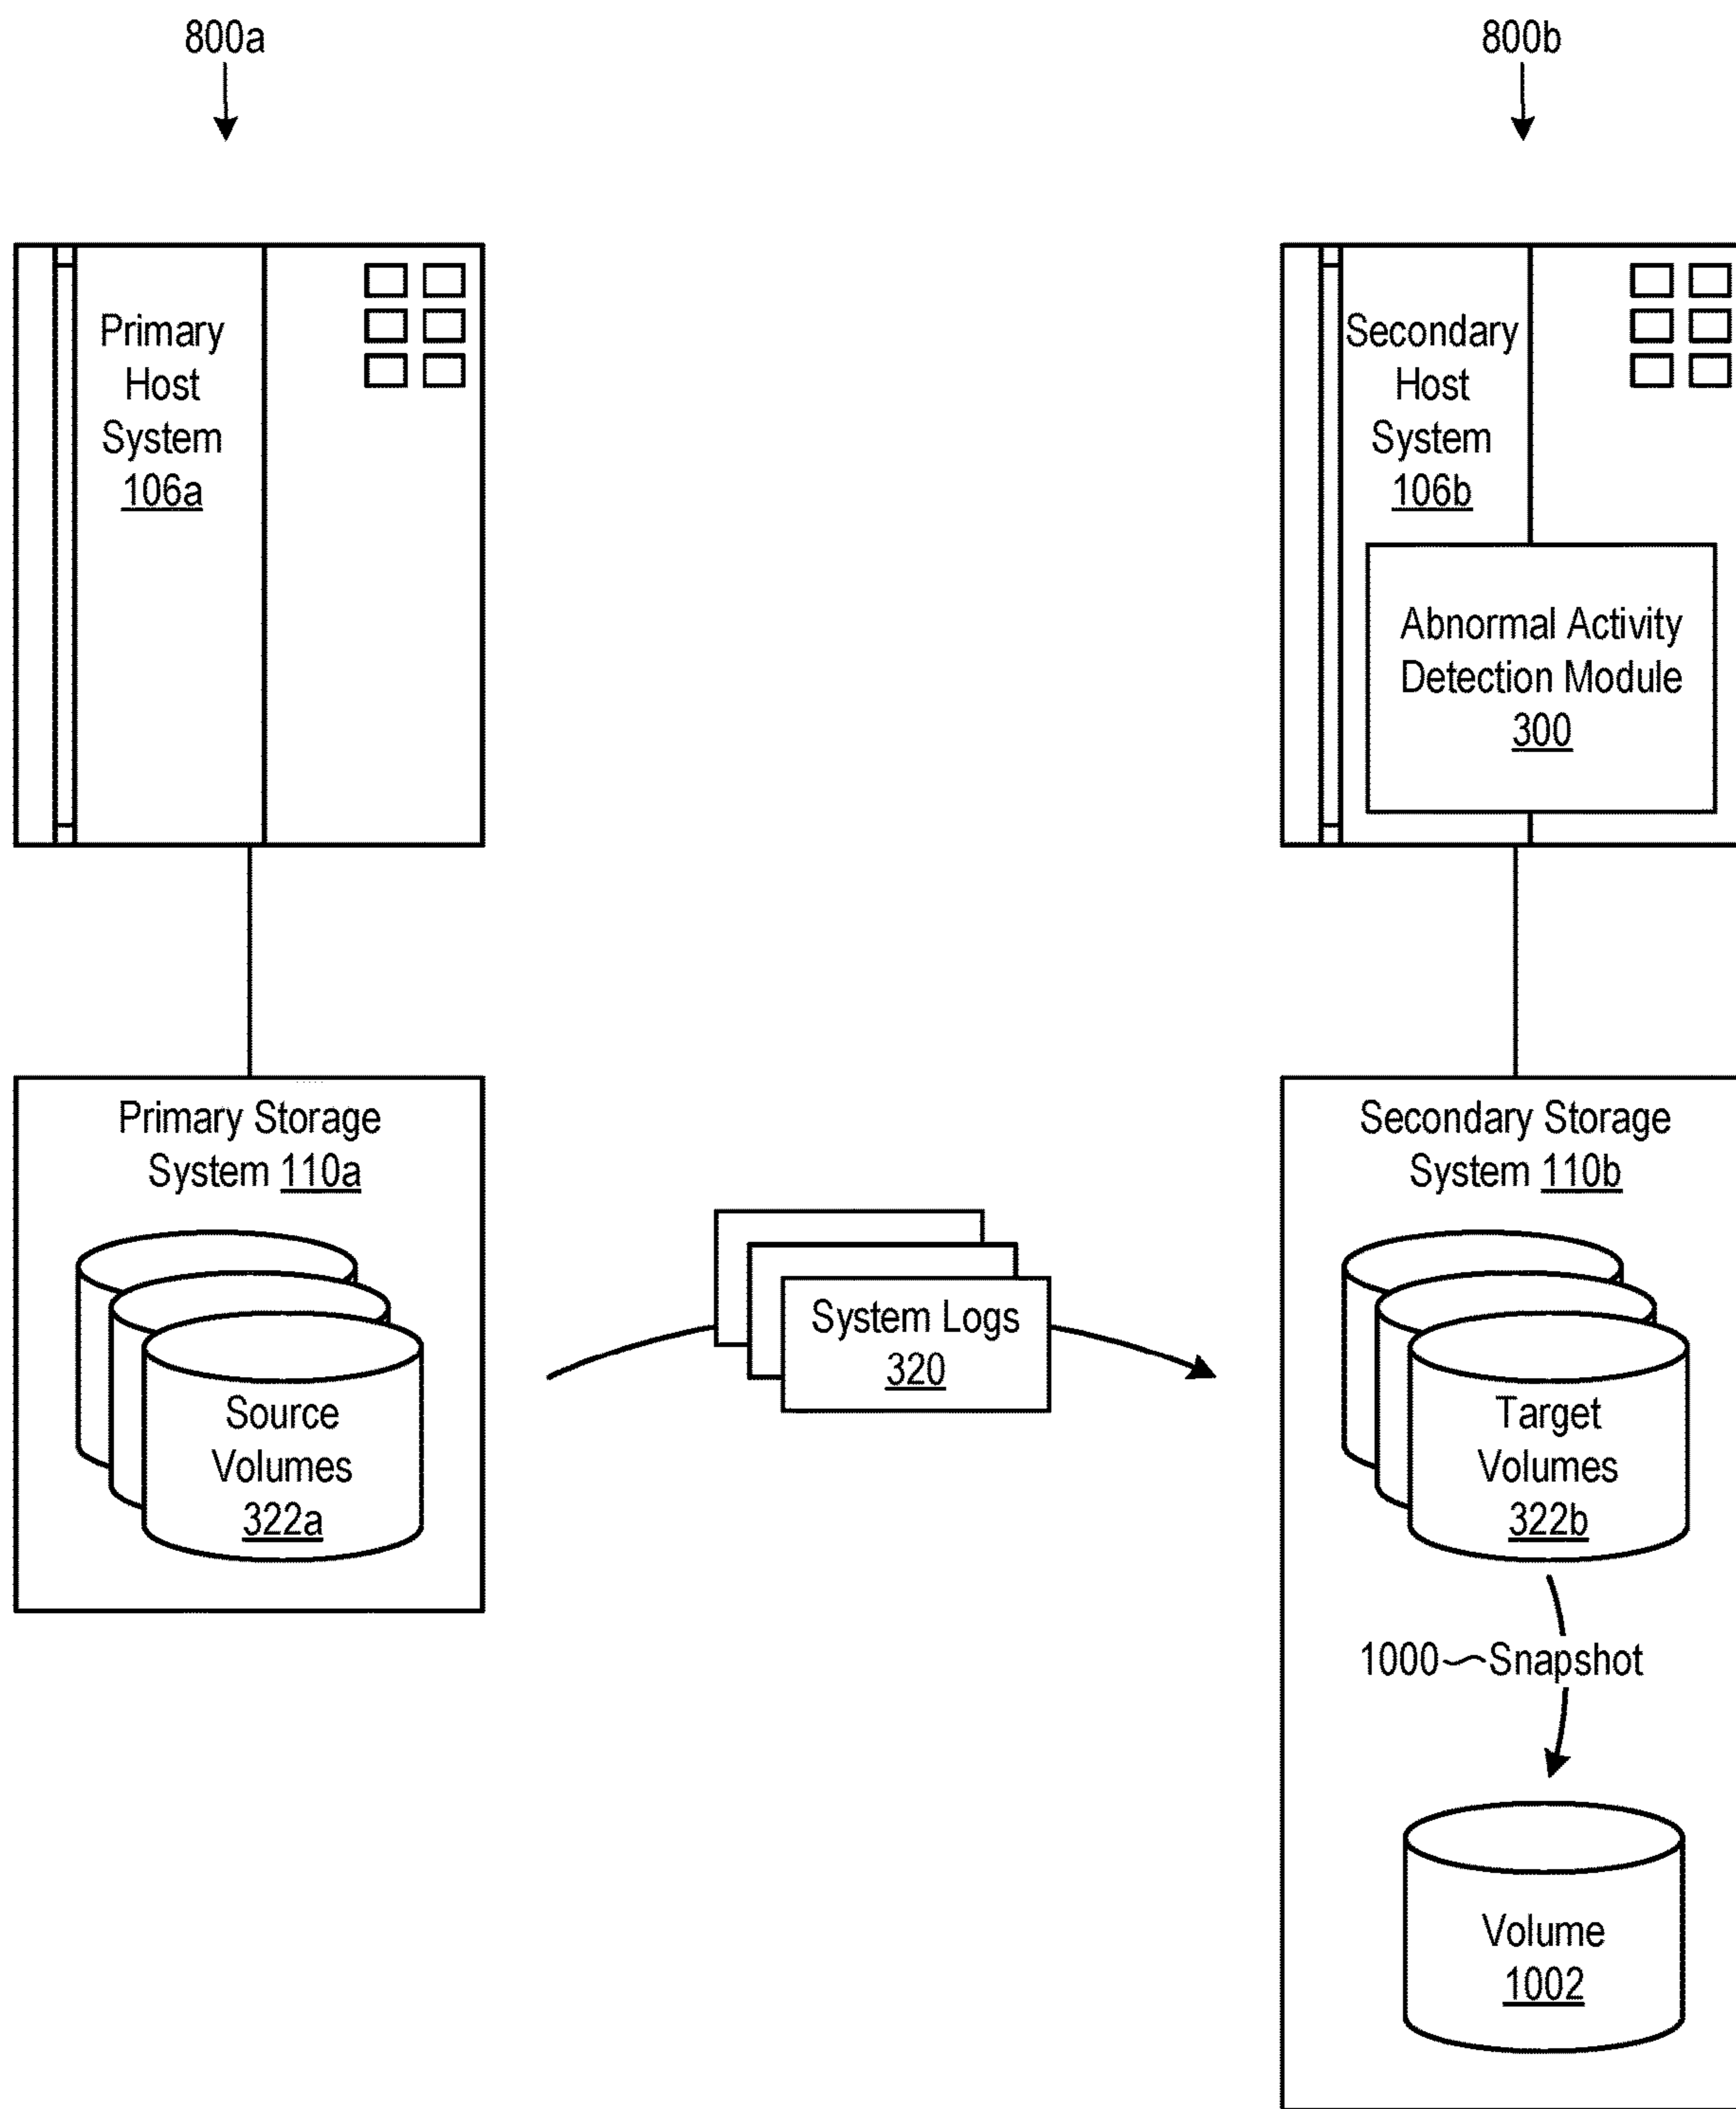 800a
800b
Primary
Host
System
106a
Secondary
Host
System
106b
Abnormal Activity
Detection Module
300
Primary Storage
System 110a
Source
Volumes
322a
System Logs
320
Secondary Storage
System 110b
Target
Volumes
322b
1000 Snapshot
Volume
1002